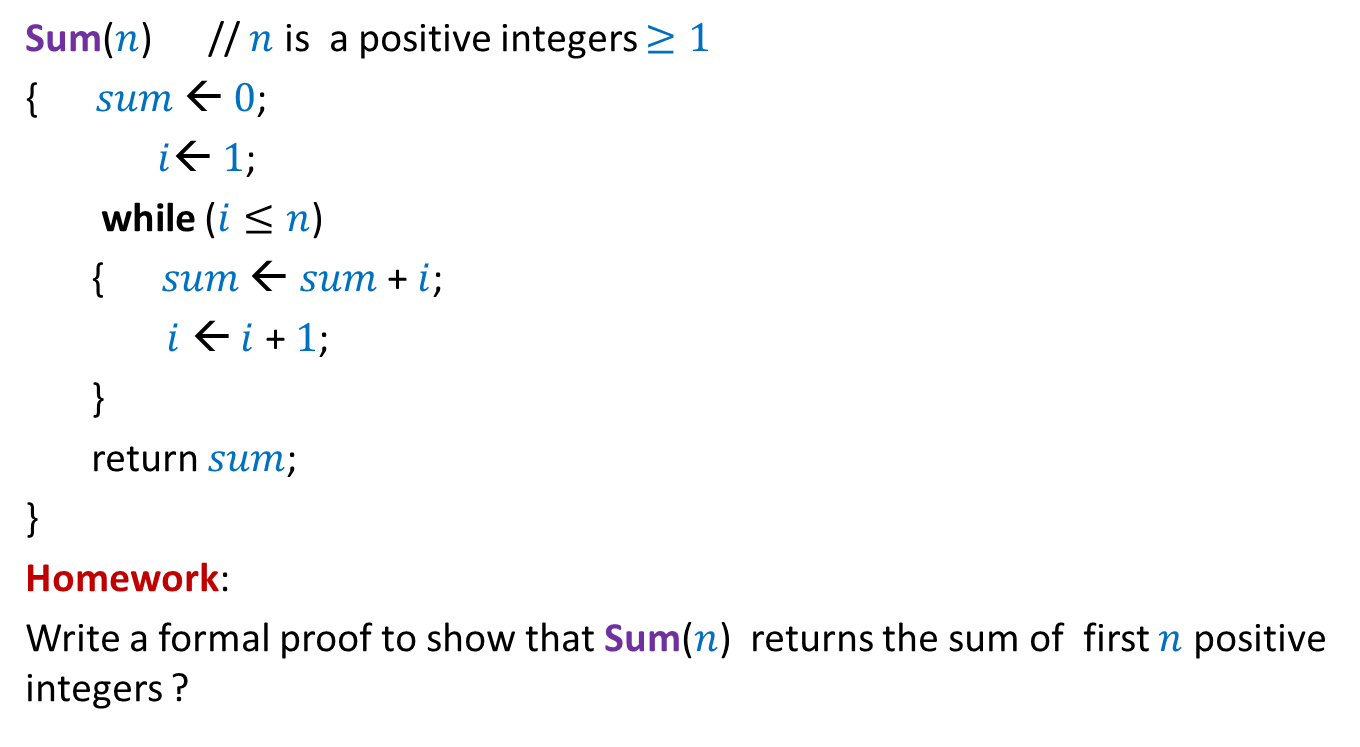 Sum(n) // n is a positive integers ≥ 1
{ sum ← 0;
i← 1;
while (i ≤ n)
{ sum ← sum + i;
i ← i + 1;
}
return sum;
}
Homework:
Write a formal proof to show that Sum(n) returns the sum of first n positive
integers ?